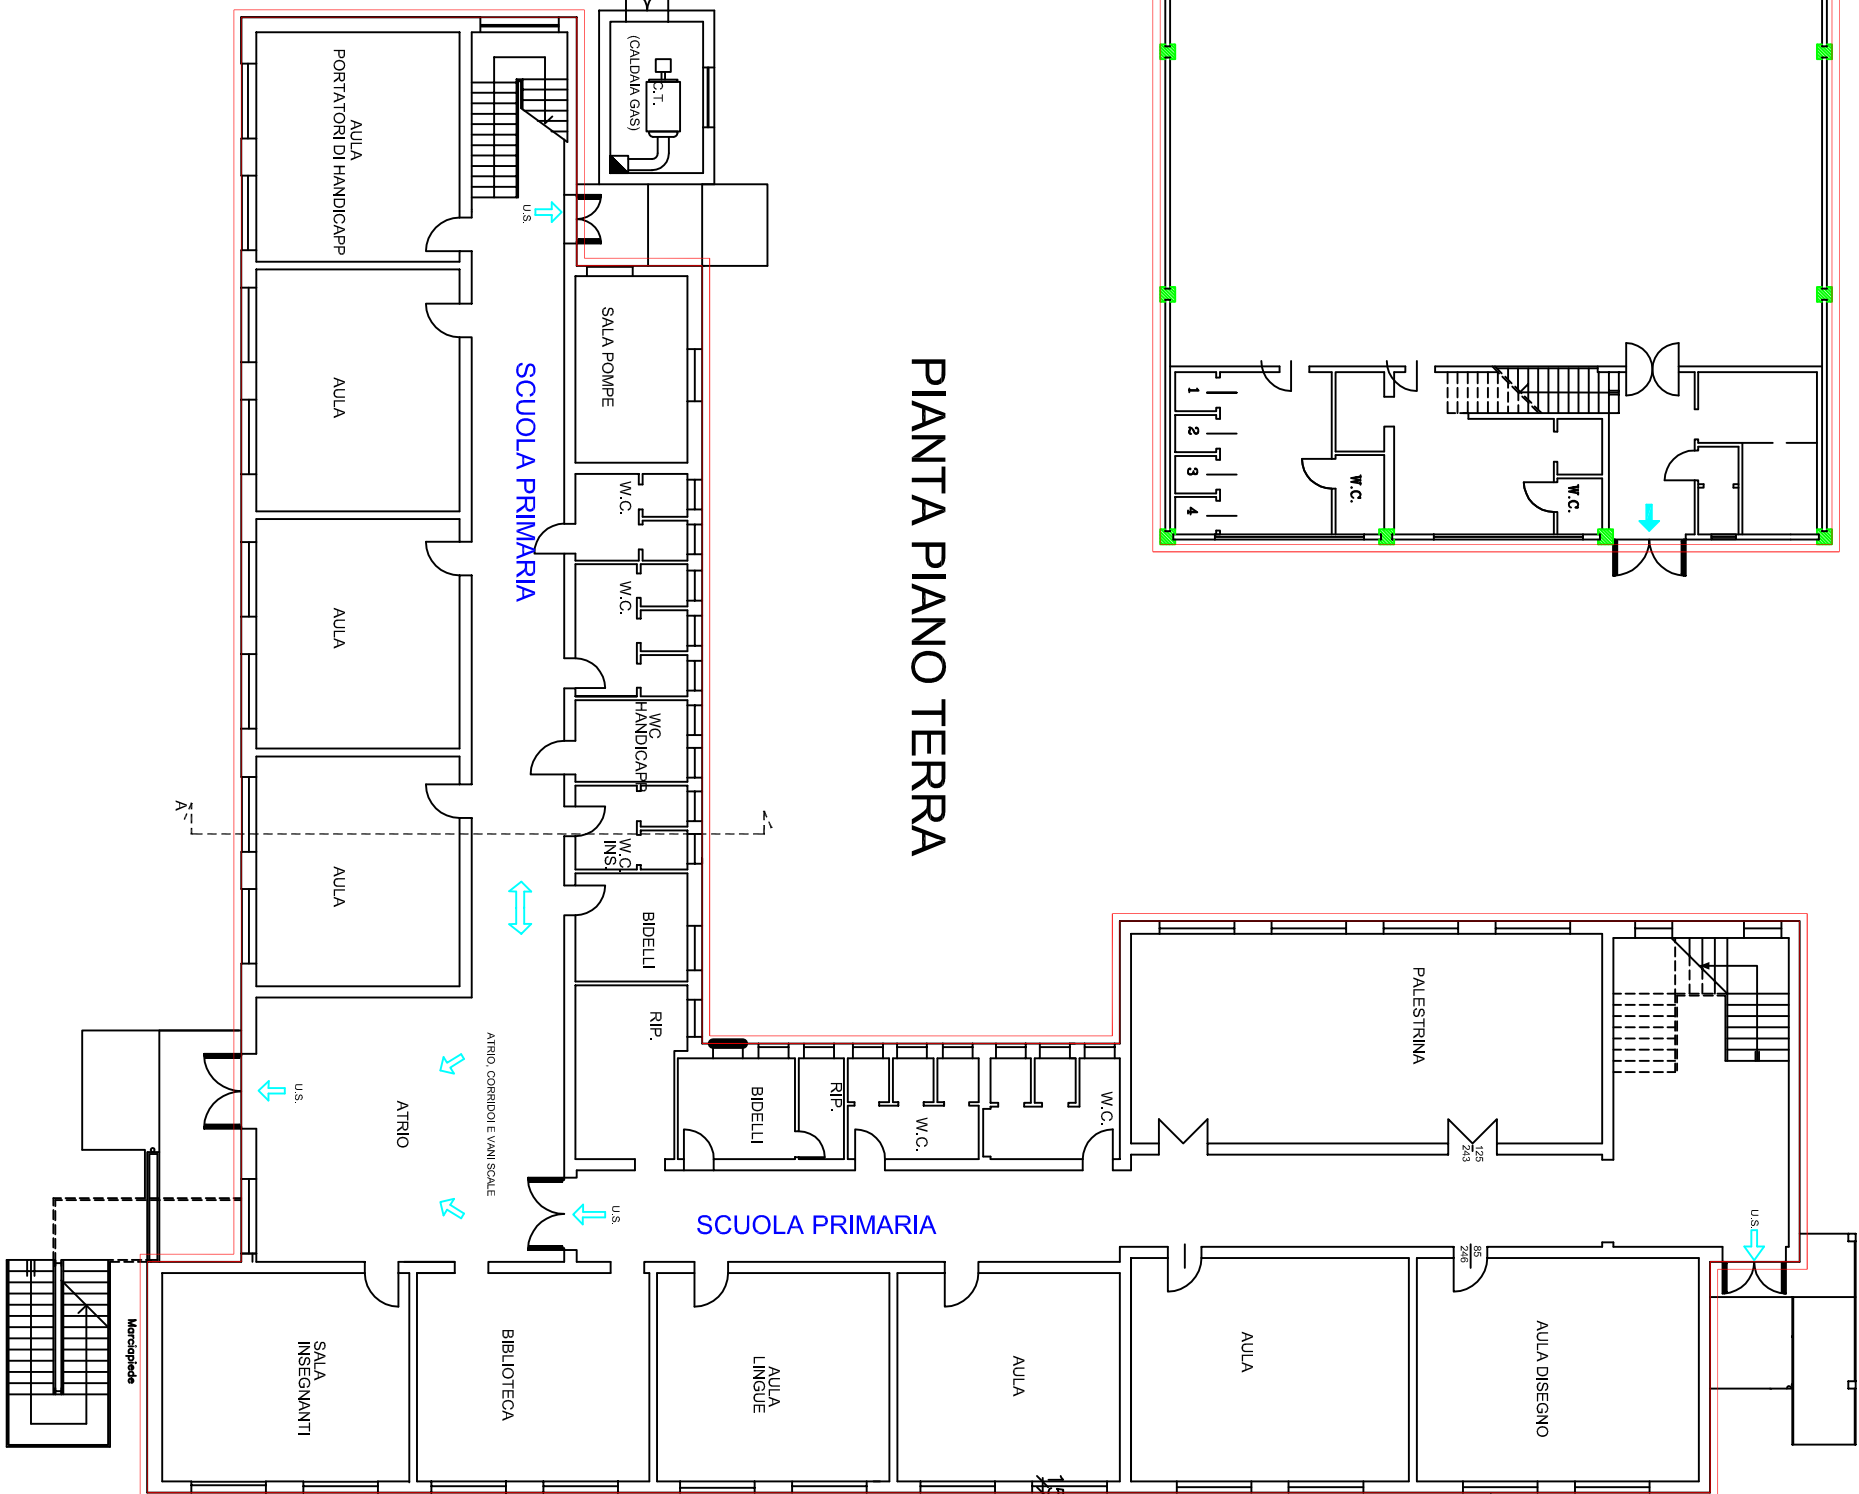 PIANTA PIANO TERRA
(CALDAIA GAS)
C.T.
AULA
PORTATORI DI HANDICAPP
U.S.
SALA POMPE
AULA
SCUOLA PRIMARIA
W.C.
AULA
W.C.
WC
HANDICAPP
AULA
W.C.
INS.
BIDELLI
A
RIP.
ATRIO, CORRIDOI E VANI SCALE
ATRIO
U.S.
U.S.
BIDELLI
RIP.
W.C.
W.C.
PALESTRINA
125
243
SCUOLA PRIMARIA
85
246
U.S.
SALA
INSEGNANTI
BIBLIOTECA
AULA
LINGUE
AULA
AULA
AULA DISEGNO
Marciapiede
1
2
3
4
W.C.
W.C.